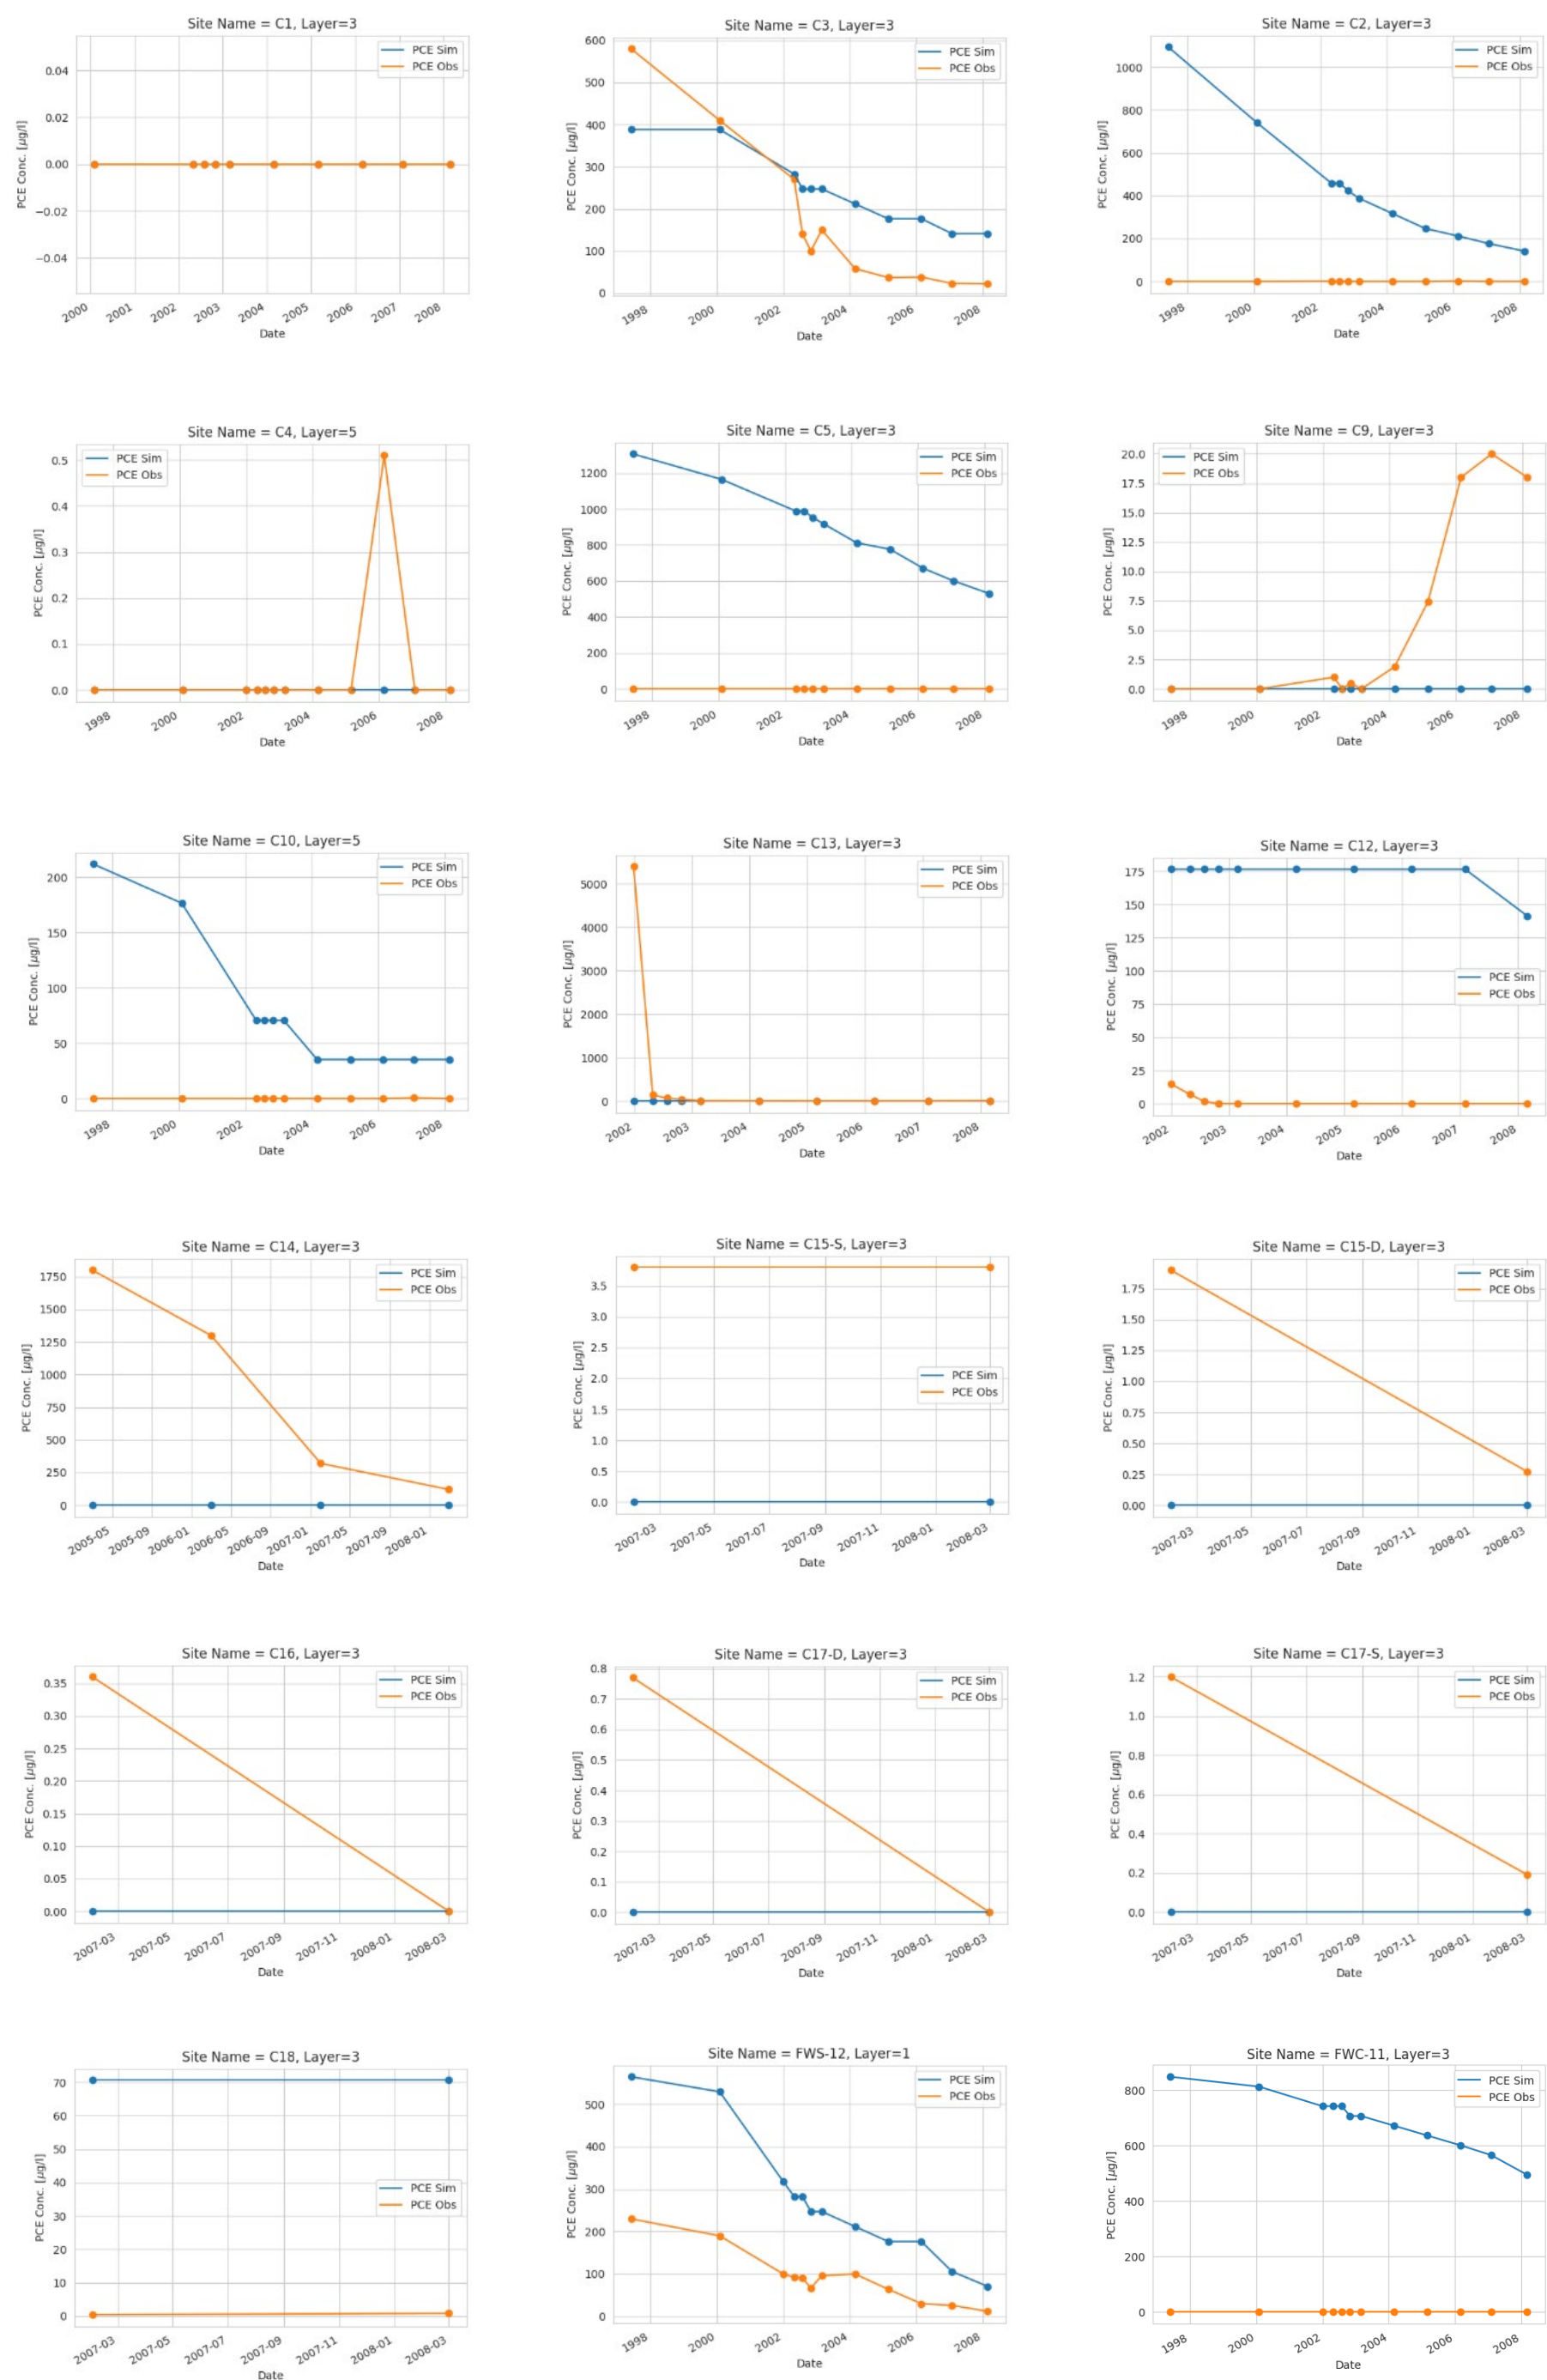 Site Name = C1, Layer=3
PCE Conc. [µg/l]
0.04
0.02
0.00
−0.02
−0.04
PCE Sim
PCE Obs
2000 2001 2002 2003 2004 2005 2006 2007 2008
Date
Site Name = C3, Layer=3
PCE Conc. [µg/l]
600
500
400
300
200
100
0
PCE Sim
PCE Obs
1998 2000 2002 2004 2006 2008
Date
Site Name = C2, Layer=3
PCE Conc. [µg/l]
1000
800
600
400
200
0
PCE Sim
PCE Obs
1998 2000 2002 2004 2006 2008
Date
Site Name = C4, Layer=5
PCE Conc. [µg/l]
0.5
0.4
0.3
0.2
0.1
0.0
PCE Sim
PCE Obs
1998 2000 2002 2004 2006 2008
Date
Site Name = C5, Layer=3
PCE Conc. [µg/l]
1200
1000
800
600
400
200
0
PCE Sim
PCE Obs
1998 2000 2002 2004 2006 2008
Date
Site Name = C9, Layer=3
PCE Conc. [µg/l]
20.0
17.5
15.0
12.5
10.0
7.5
5.0
2.5
0.0
PCE Sim
PCE Obs
1998 2000 2002 2004 2006 2008
Date
Site Name = C10, Layer=5
PCE Conc. [µg/l]
200
150
100
50
0
PCE Sim
PCE Obs
1998 2000 2002 2004 2006 2008
Date
Site Name = C13, Layer=3
PCE Conc. [µg/l]
5000
4000
3000
2000
1000
0
PCE Sim
PCE Obs
2002 2003 2004 2005 2006 2007 2008
Date
Site Name = C12, Layer=3
PCE Conc. [µg/l]
175
150
125
100
75
50
25
0
PCE Sim
PCE Obs
2002 2003 2004 2005 2006 2007 2008
Date
Site Name = C14, Layer=3
PCE Conc. [µg/l]
1750
1500
1250
1000
750
500
250
0
PCE Sim
PCE Obs
2005-05 2005-09 2006-01 2006-05 2006-09 2007-01 2007-05 2007-09 2008-01
Date
Site Name = C15-S, Layer=3
PCE Conc. [µg/l]
3.5
3.0
2.5
2.0
1.5
1.0
0.5
0.0
PCE Sim
PCE Obs
2007-03 2007-05 2007-07 2007-09 2007-11 2008-01 2008-03
Date
Site Name = C15-D, Layer=3
PCE Conc. [µg/l]
1.75
1.50
1.25
1.00
0.75
0.50
0.25
0.00
PCE Sim
PCE Obs
2007-03 2007-05 2007-07 2007-09 2007-11 2008-01 2008-03
Date
Site Name = C16, Layer=3
PCE Conc. [µg/l]
0.35
0.30
0.25
0.20
0.15
0.10
0.05
0.00
PCE Sim
PCE Obs
2007-03 2007-05 2007-07 2007-09 2007-11 2008-01 2008-03
Date
Site Name = C17-D, Layer=3
PCE Conc. [µg/l]
0.8
0.7
0.6
0.5
0.4
0.3
0.2
0.1
0.0
PCE Sim
PCE Obs
2007-03 2007-05 2007-07 2007-09 2007-11 2008-01 2008-03
Date
Site Name = C17-S, Layer=3
PCE Conc. [µg/l]
1.2
1.0
0.8
0.6
0.4
0.2
0.0
PCE Sim
PCE Obs
2007-03 2007-05 2007-07 2007-09 2007-11 2008-01 2008-03
Date
Site Name = C18, Layer=3
PCE Conc. [µg/l]
70
60
50
40
30
20
10
0
PCE Sim
PCE Obs
2007-03 2007-05 2007-07 2007-09 2007-11 2008-01 2008-03
Date
Site Name = FWS-12, Layer=1
PCE Conc. [µg/l]
500
400
300
200
100
0
PCE Sim
PCE Obs
1998 2000 2002 2004 2006 2008
Date
Site Name = FWC-11, Layer=3
PCE Conc. [µg/l]
800
600
400
200
0
PCE Sim
PCE Obs
1998 2000 2002 2004 2006 2008
Date